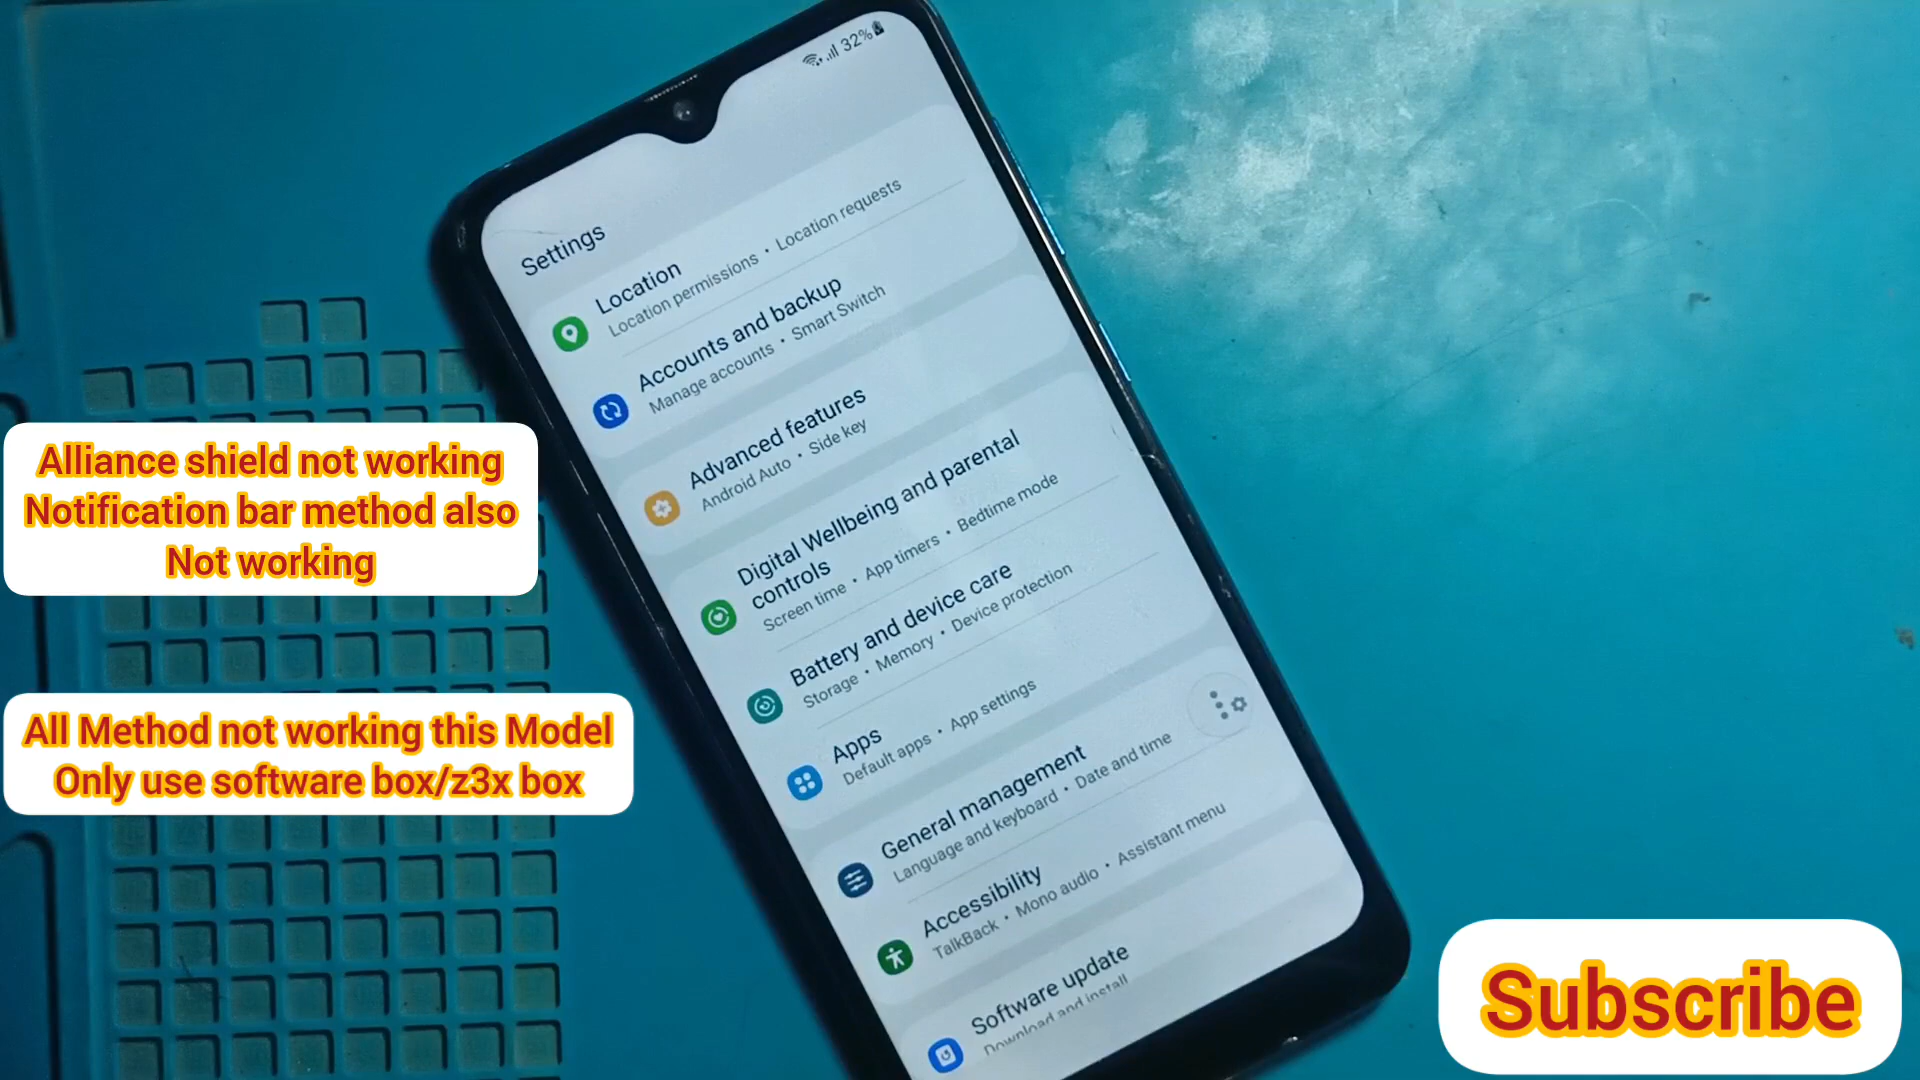 32%
Settings
Location
Location permissions • Location requests
Accounts and backup
Manage accounts • Smart Switch
Advanced features
Android Auto • Side key
Digital Wellbeing and parental
controls
Screen time • App timers • Bedtime mode
Battery and device care
Storage • Memory • Device protection
Apps
Default apps • App settings
General management
Language and keyboard • Date and time
Accessibility
TalkBack • Mono audio • Assistant menu
Software update
Download and install
Alliance shield not working
Notification bar method also
Not working
All Method not working this Model
Only use software box/z3x box
Subscribe